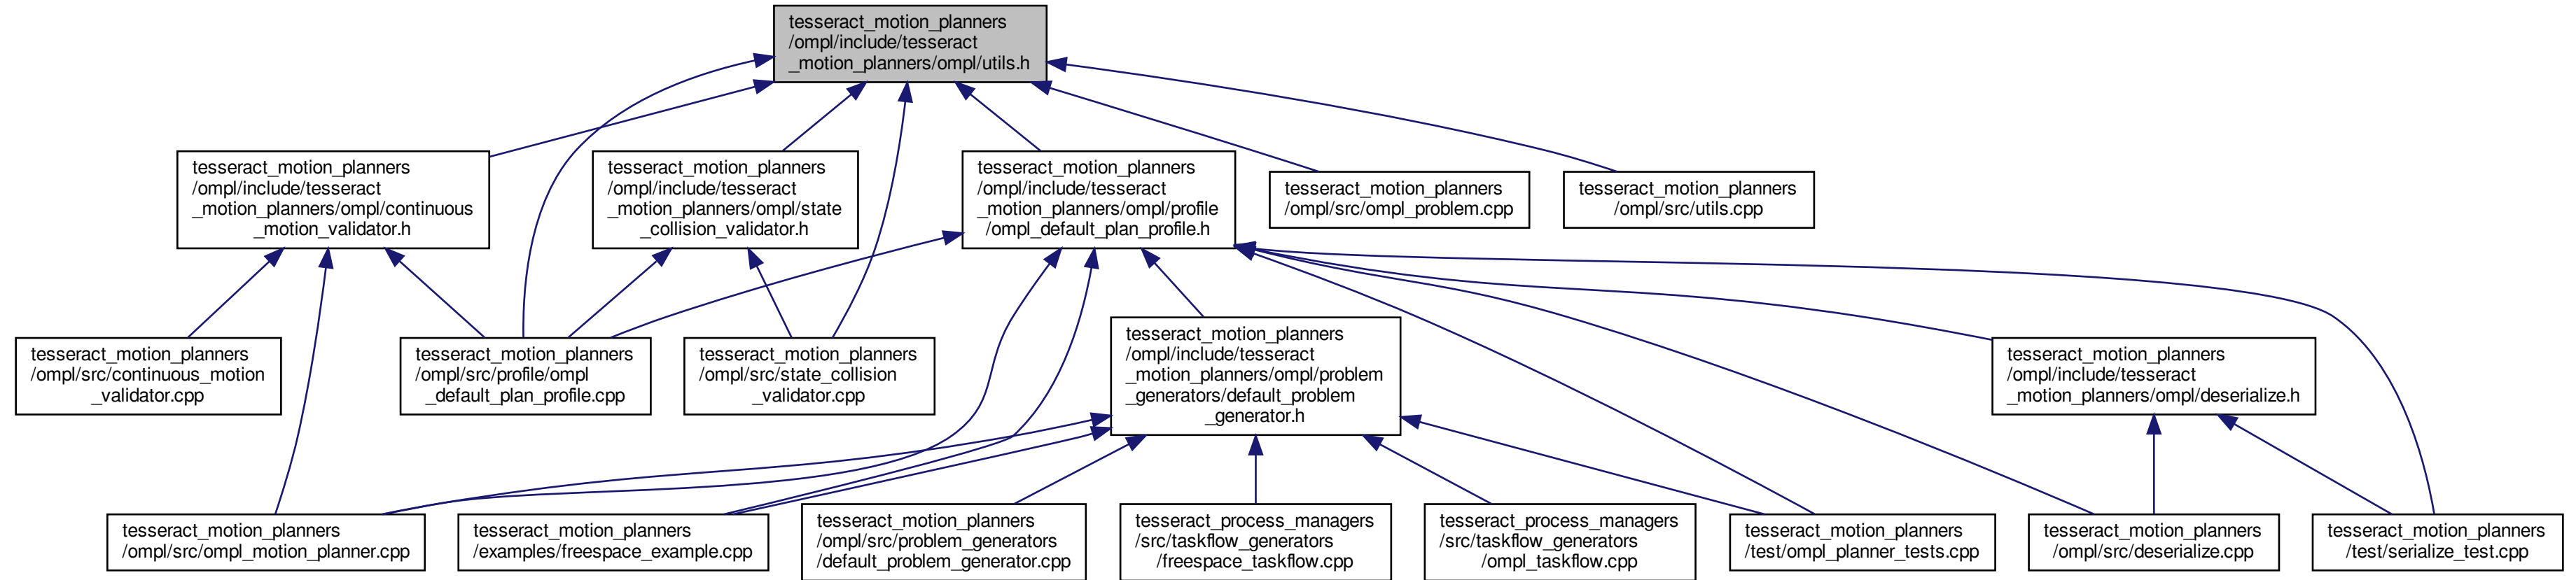 tesseract_motion_planners
/ompl/include/tesseract
_motion_planners/ompl/utils.h
tesseract_motion_planners
/ompl/include/tesseract
_motion_planners/ompl/continuous
_motion_validator.h
tesseract_motion_planners
/ompl/include/tesseract
_motion_planners/ompl/state
_collision_validator.h
tesseract_motion_planners
/ompl/include/tesseract
_motion_planners/ompl/profile
/ompl_default_plan_profile.h
tesseract_motion_planners
/ompl/src/ompl_problem.cpp
tesseract_motion_planners
/ompl/src/utils.cpp
tesseract_motion_planners
/ompl/src/continuous_motion
_validator.cpp
tesseract_motion_planners
/ompl/src/profile/ompl
_default_plan_profile.cpp
tesseract_motion_planners
/ompl/src/state_collision
_validator.cpp
tesseract_motion_planners
/ompl/include/tesseract
_motion_planners/ompl/problem
_generators/default_problem
_generator.h
tesseract_motion_planners
/ompl/include/tesseract
_motion_planners/ompl/deserialize.h
tesseract_motion_planners
/ompl/src/ompl_motion_planner.cpp
tesseract_motion_planners
/examples/freespace_example.cpp
tesseract_motion_planners
/ompl/src/problem_generators
/default_problem_generator.cpp
tesseract_process_managers
/src/taskflow_generators
/freespace_taskflow.cpp
tesseract_process_managers
/src/taskflow_generators
/ompl_taskflow.cpp
tesseract_motion_planners
/test/ompl_planner_tests.cpp
tesseract_motion_planners
/ompl/src/deserialize.cpp
tesseract_motion_planners
/test/serialize_test.cpp